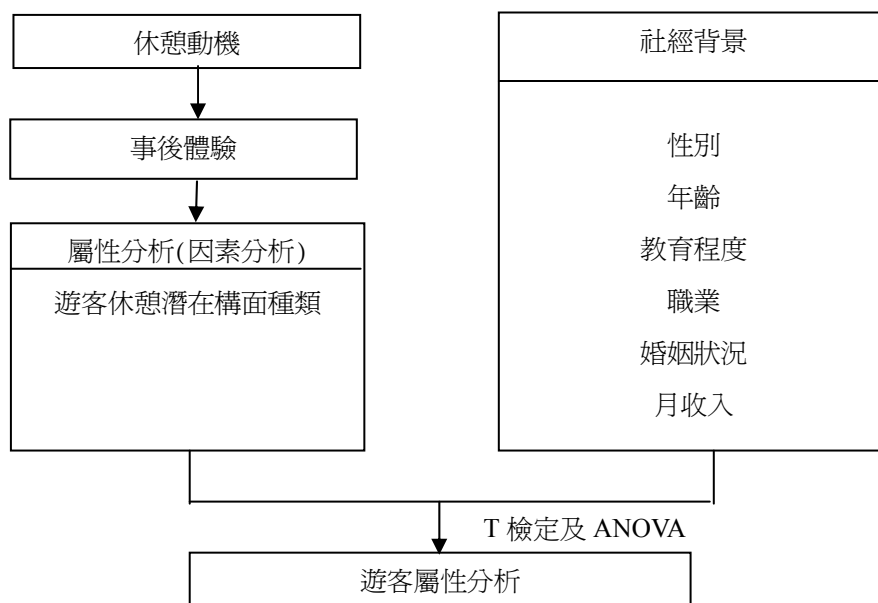 休憩動機
事後體驗
屬性分析(因素分析)
遊客休憩潛在構面種類
社經背景
性別
年齡
教育程度
職業
婚姻狀況
月收入
T 檢定及 ANOVA
遊客屬性分析